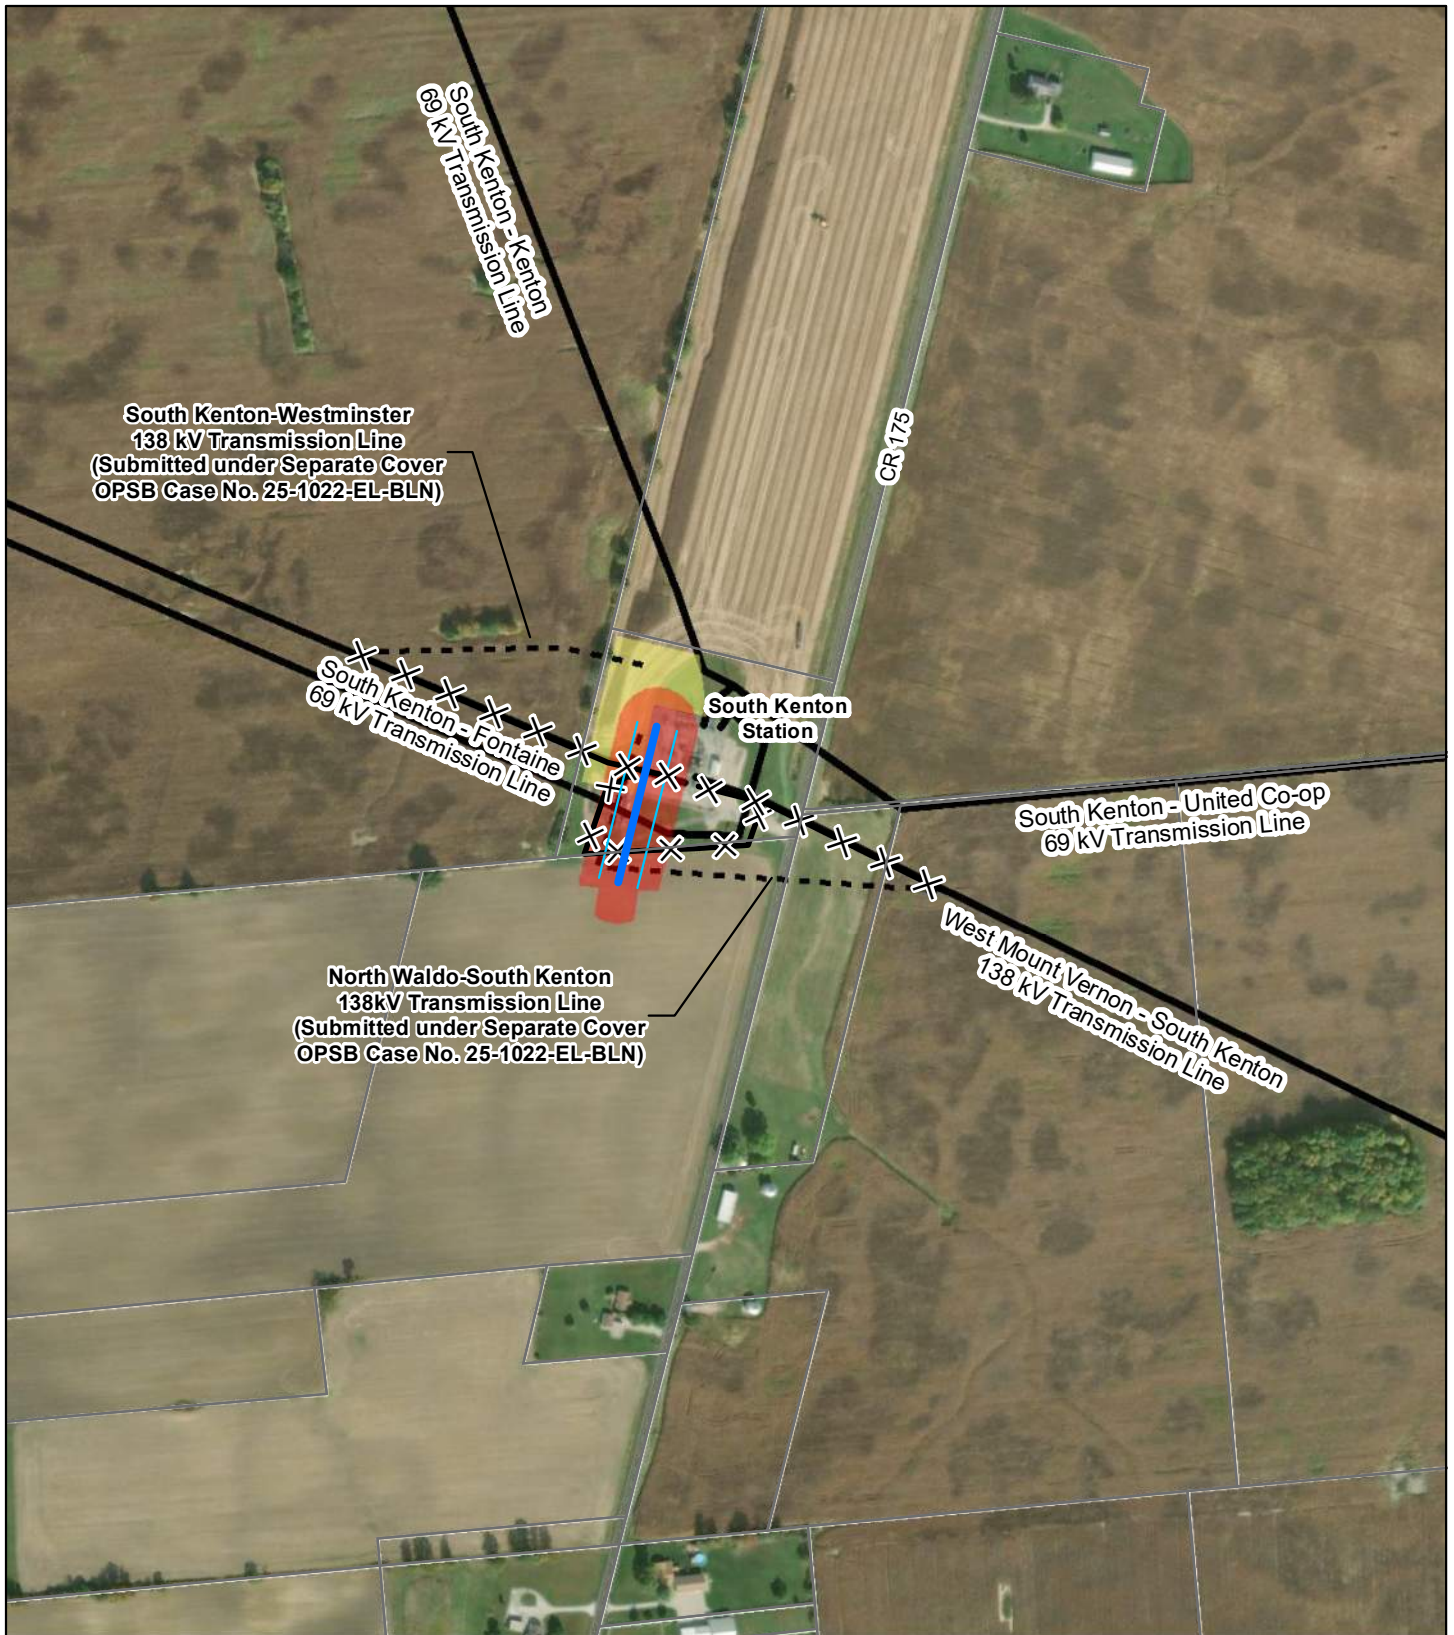 South Kenton - Kenton
69 kV Transmission Line
South Kenton-Westminster
138 kV Transmission Line
(Submitted under Separate Cover
OPSB Case No. 25-1022-EL-BLN)
CR 175
South Kenton - Fontaine
69 kV Transmission Line
South Kenton
Station
South Kenton - United Co-op
69 kV Transmission Line
West Mount Vernon - South Kenton
138 kV Transmission Line
North Waldo-South Kenton
138kV Transmission Line
(Submitted under Separate Cover
OPSB Case No. 25-1022-EL-BLN)